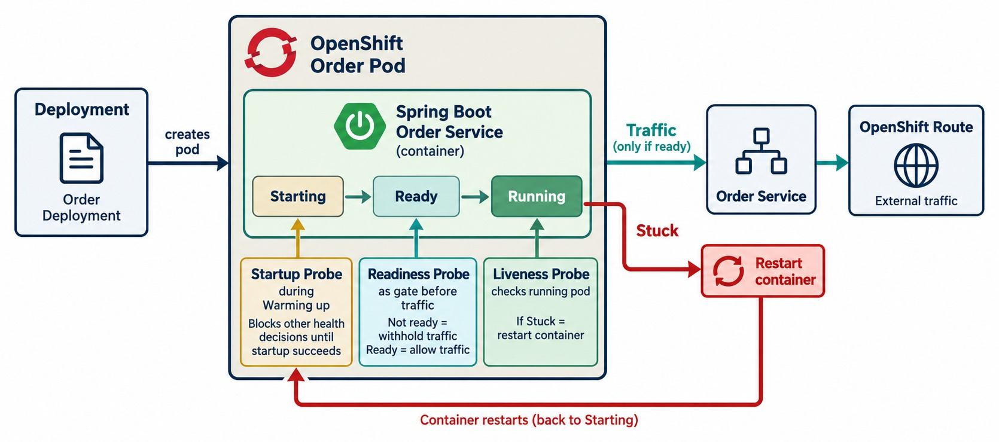 Deployment
Order
Deployment
creates
pod
OpenShift
Order Pod
Spring Boot
Order Service
(container)
Starting
Ready
Running
Startup Probe
during
Warming up
Blocks other health
decisions until
startup succeeds
Readiness Probe
as gate before
traffic
Not ready =
withhold traffic
Ready = allow traffic
Liveness Probe
checks running pod
If Stuck =
restart container
Traffic
(only if ready)
Order Service
OpenShift Route
External traffic
Stuck
Restart
container
Container restarts (back to Starting)